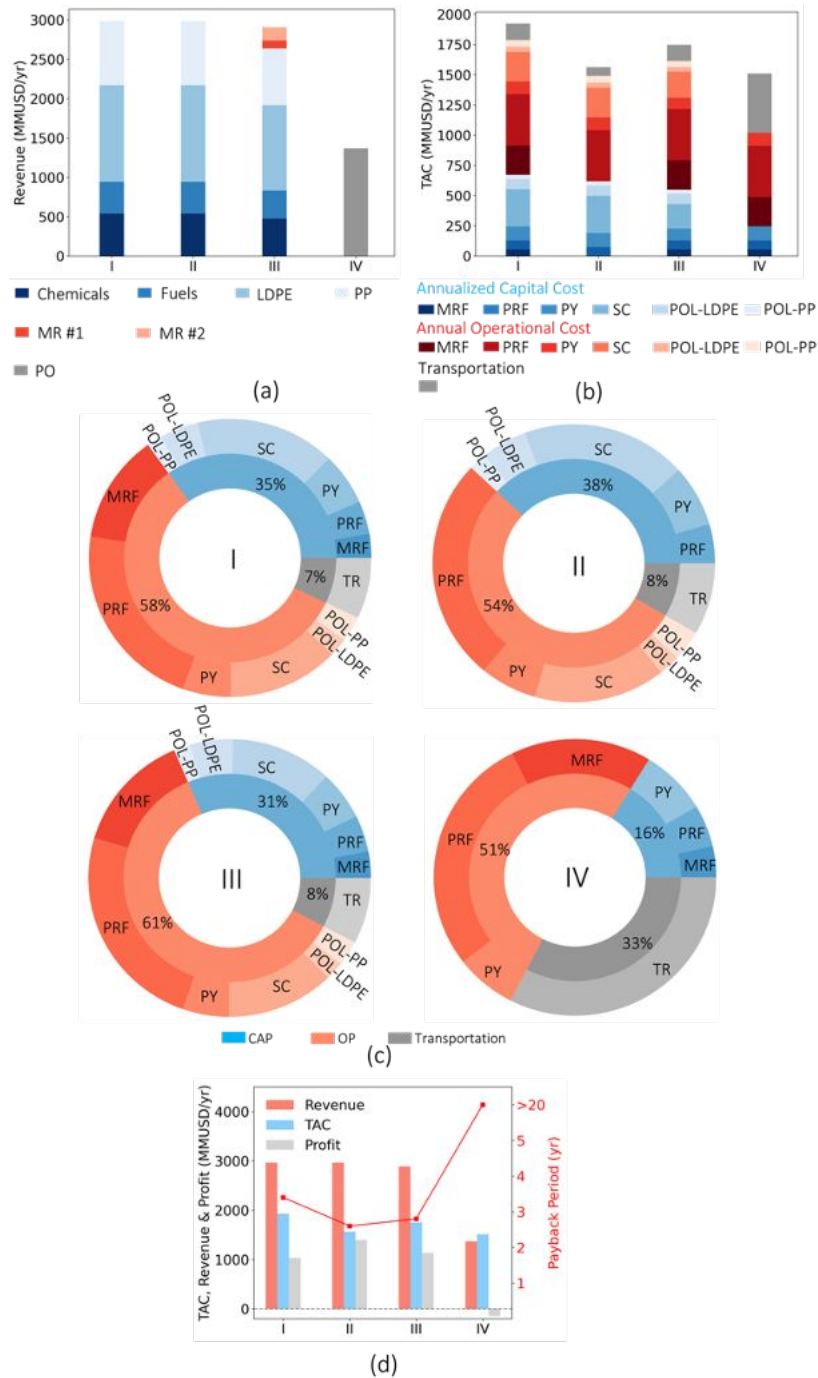 3000
2500
2000
1500
1000
500
0
Revenue (MMUSD/yr)
I II III IV
Chemicals Fuels LDPE PP
MR #1 MR #2
PO
(a)
2000
1750
1500
1250
1000
750
500
250
0
TAC (MMUSD/yr)
I II III IV
Annualized Capital Cost
MRF PRF PY SC POL-LDPE POL-PP
Annual Operational Cost
MRF PRF PY SC POL-LDPE POL-PP
Transportation
(b)
POL-LDPE
POL-PP
SC
MRF
35%
PY
PRF
MRF
I
7%
TR
PRF
58%
POL-PP
POL-LDPE
PY
SC
POL-LDPE
POL-PP
SC
38%
PY
PRF
II
8%
TR
PRF
54%
POL-PP
POL-LDPE
PY
SC
POL-LDPE
POL-PP
SC
MRF
31%
PY
PRF
MRF
III
8%
TR
PRF
61%
POL-PP
POL-LDPE
PY
SC
MRF
PY
PRF
51%
16%
PRF
MRF
IV
33%
PY
TR
CAP OP Transportation
(c)
TAC, Revenue & Profit (MMUSD/yr)
4000
3000
2000
1000
0
Revenue
TAC
Profit
>20
5
4
3
2
1
Payback Period (yr)
I II III IV
(d)